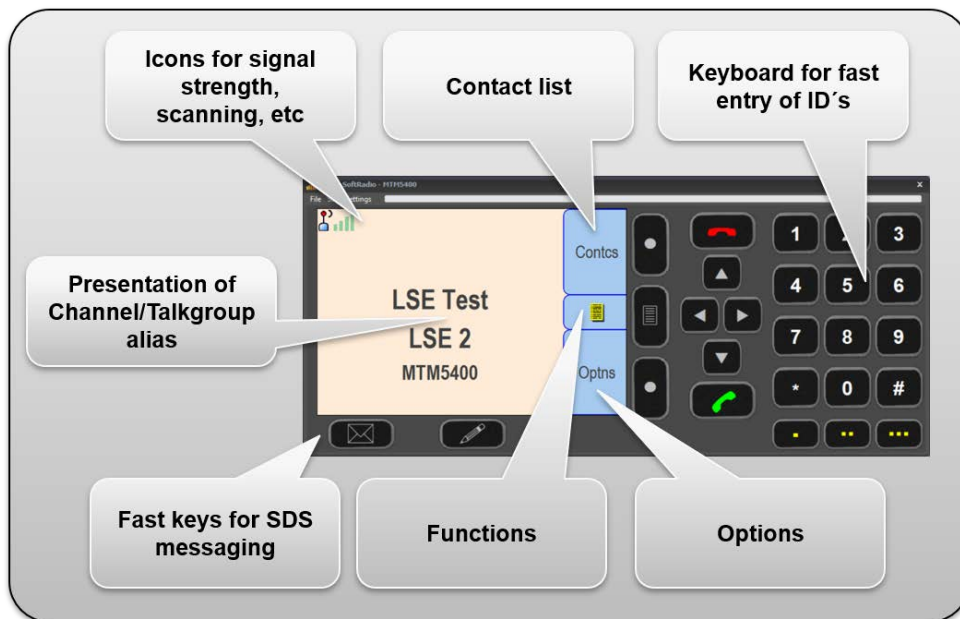 Icons for signal
strength,
scanning, etc
Contact list
Keyboard for fast
entry of ID´s
SoftRadio - MTM5400
x
File
ettings
Contcs
1
3
Presentation of
Channel/Talkgroup
alias
LSE Test
LSE 2
MTM5400
4
5
6
7
8
9
Optns
*
0
#
Fast keys for SDS
messaging
Functions
Options